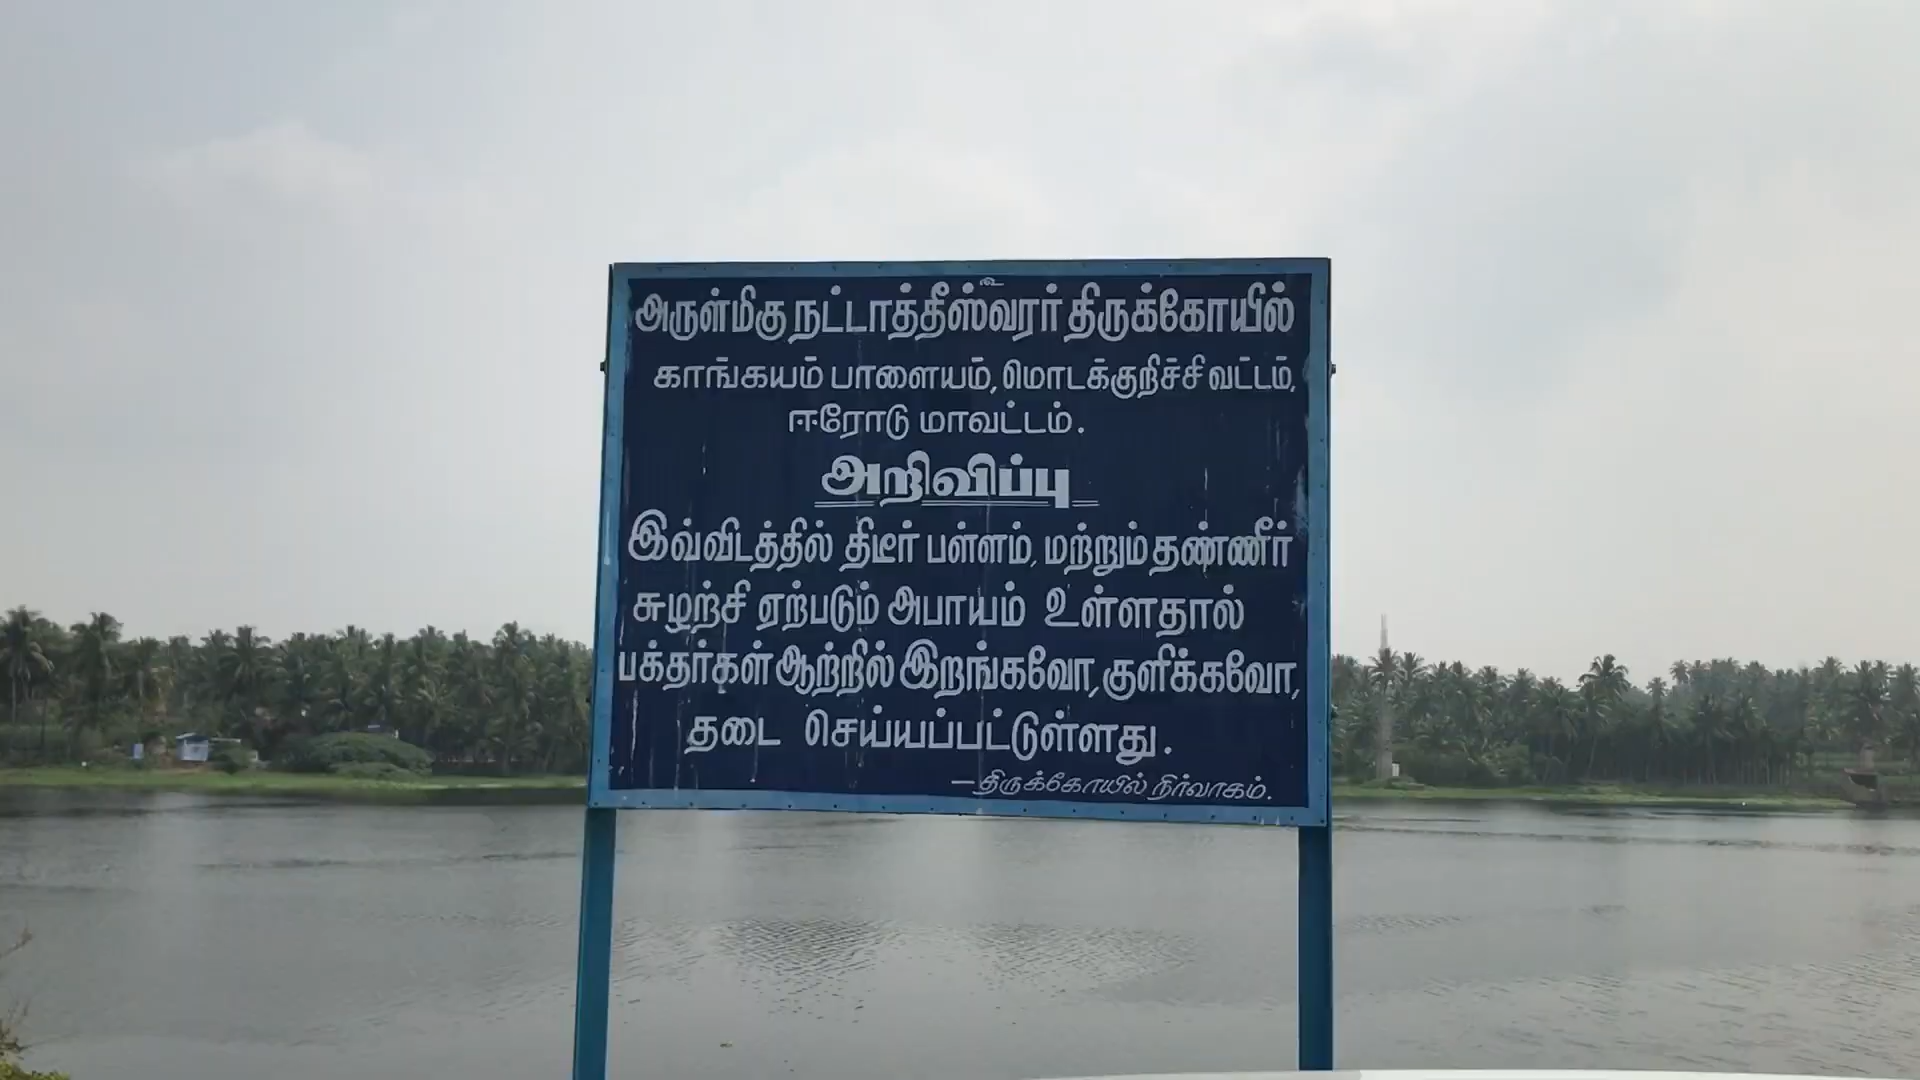 உ
அருள்மிகு நட்டாத்தீஸ்வரர் திருக்கோயில்
காங்கயம் பாளையம், மொடக்குறிச்சி வட்டம்,
ஈரோடு மாவட்டம்.
அறிவிப்பு
இவ்விடத்தில் திடீர் பள்ளம், மற்றும் தண்ணீர்
சுழற்சி ஏற்படும் அபாயம் உள்ளதால்
பக்தர்கள் ஆற்றில் இறங்கவோ, குளிக்கவோ,
தடை செய்யப்பட்டுள்ளது.
– திருக்கோயில் நிர்வாகம்.